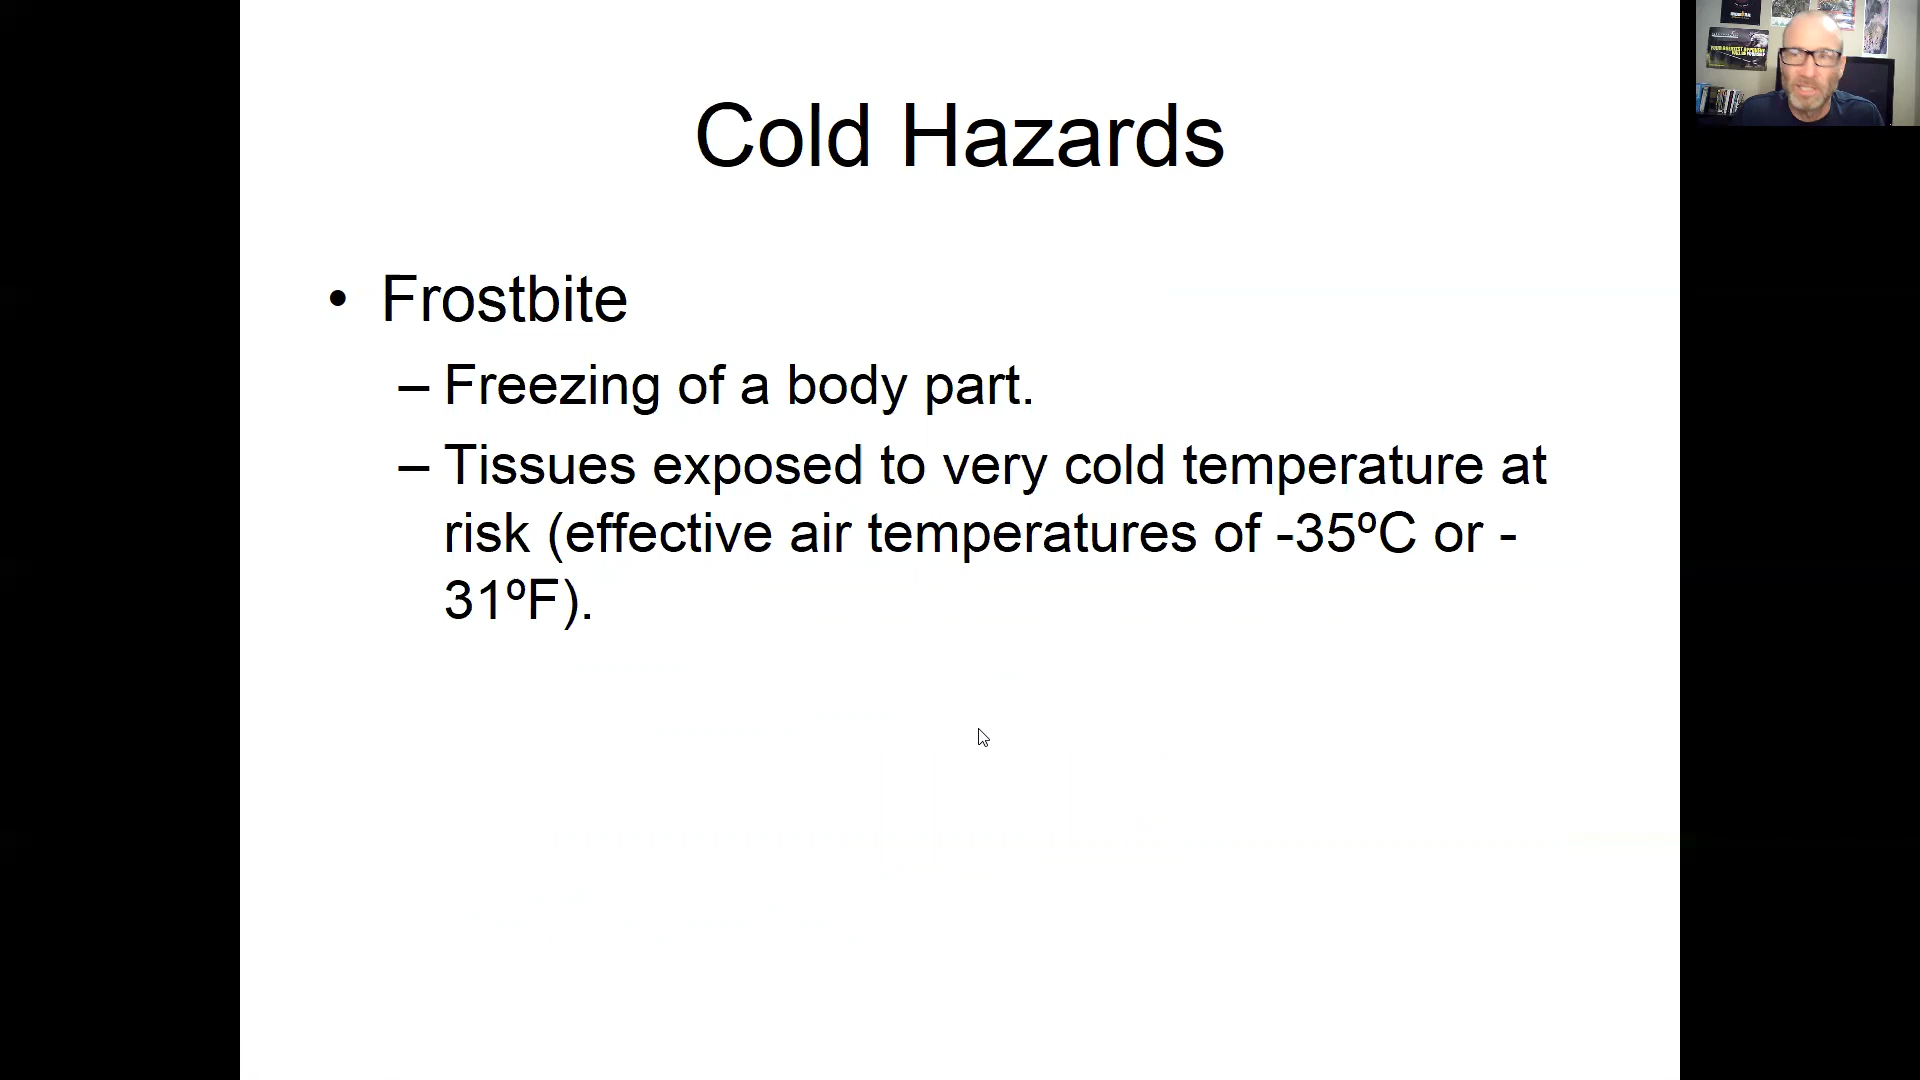 Cold Hazards
• Frostbite
– Freezing of a body part.
– Tissues exposed to very cold temperature at
risk (effective air temperatures of -35ºC or -
31ºF).